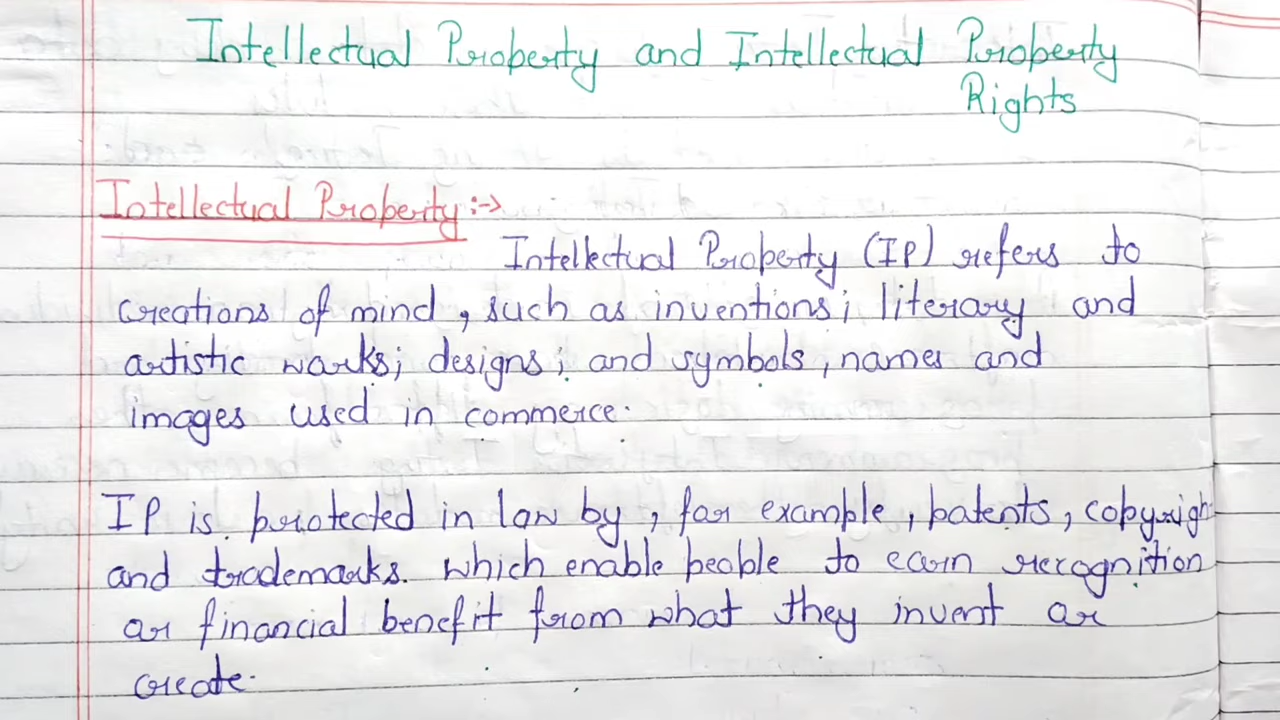 Intellectual Property and Intellectual Property
Rights
Intellectual Property :->
Intellectual Property (IP) refers to
creations of mind, such as inventions; literary and
artistic works; designs; and symbols, names and
images used in commerce.
IP is protected in law by, for example, patents, copyrigh
and trademarks. which enable people to earn recognition
or financial benefit from what they invent or
create.